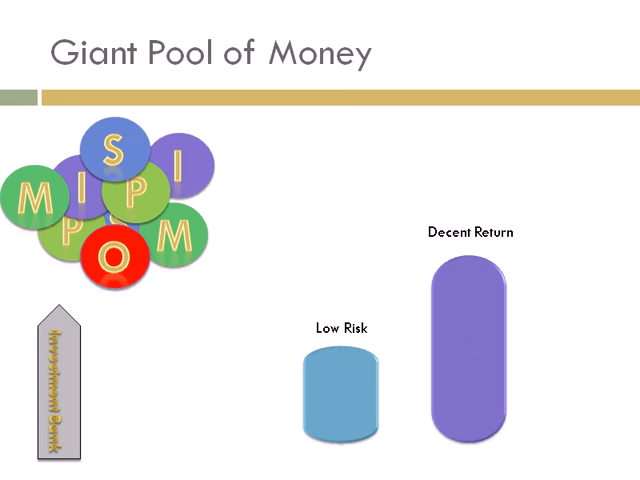 Giant Pool of Money
S
I
M
I
P
P
M
O
Decent Return
Low Risk
Investment Bank